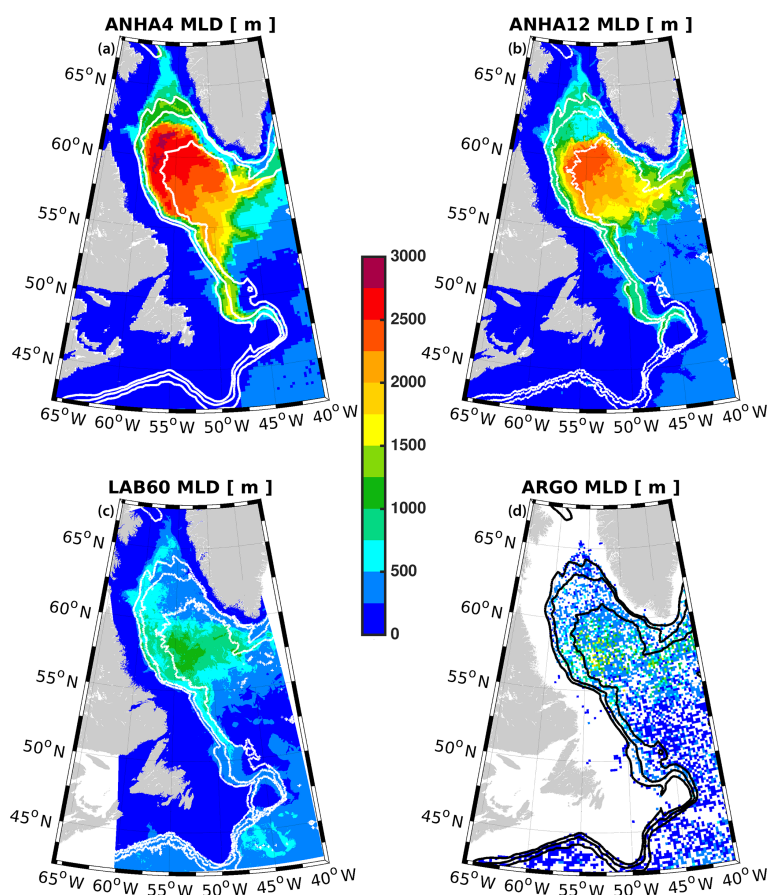 ANHA4 MLD [ m ]
(a)
65°N
60°N
55°N
50°N
45°N
65°W
60°W
55°W
50°W
45°W
40°W
ANHA12 MLD [ m ]
(b)
65°N
60°N
55°N
50°N
45°N
65°W
60°W
55°W
50°W
45°W
40°W
3000
2500
2000
1500
1000
500
0
LAB60 MLD [ m ]
(c)
65°N
60°N
55°N
50°N
45°N
65°W
60°W
55°W
50°W
45°W
40°W
ARGO MLD [ m ]
(d)
65°N
60°N
55°N
50°N
45°N
65°W
60°W
55°W
50°W
45°W
40°W